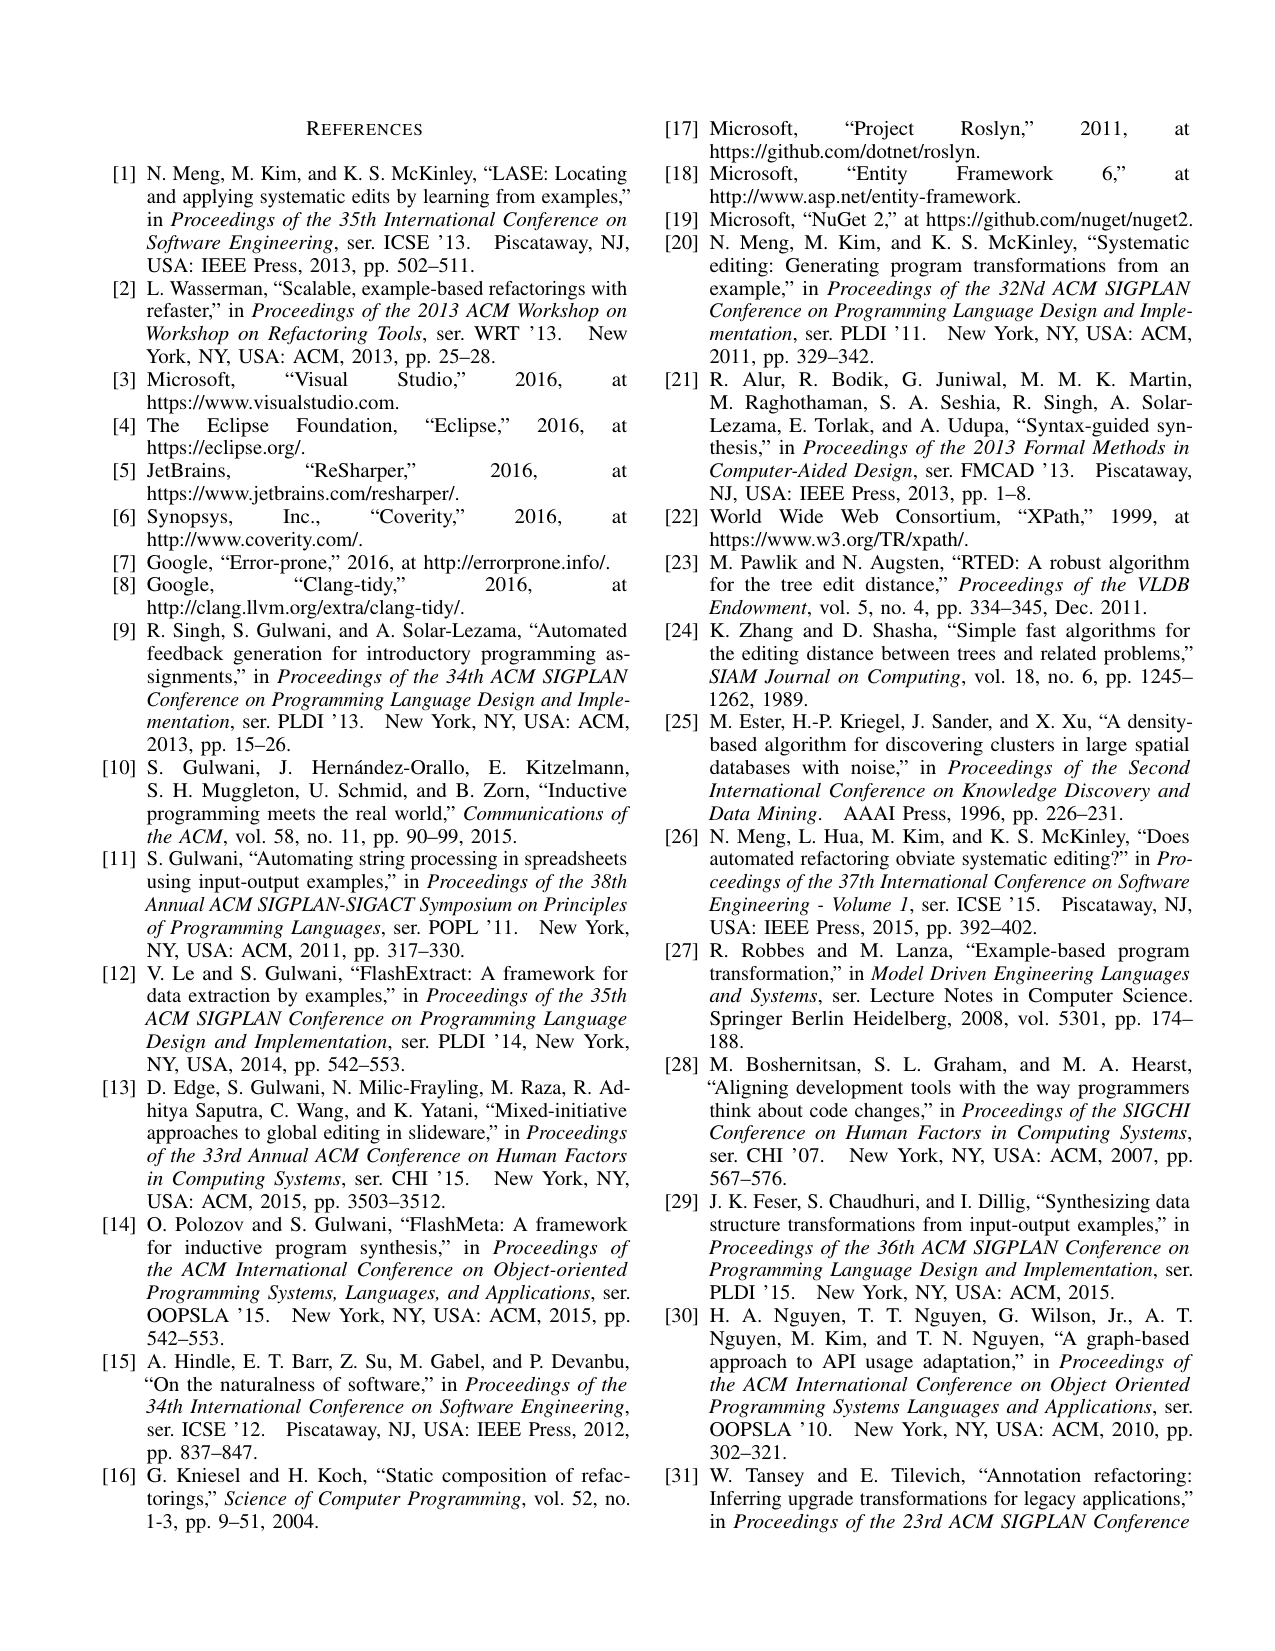 REFERENCES
[1] N. Meng, M. Kim, and K. S. McKinley, “LASE: Locating
and applying systematic edits by learning from examples,”
in Proceedings of the 35th International Conference on
Software Engineering, ser. ICSE ’13. Piscataway, NJ,
USA: IEEE Press, 2013, pp. 502–511.
[2] L. Wasserman, “Scalable, example-based refactorings with
refaster,” in Proceedings of the 2013 ACM Workshop on
Workshop on Refactoring Tools, ser. WRT ’13. New
York, NY, USA: ACM, 2013, pp. 25–28.
[3] Microsoft, “Visual Studio,” 2016, at
https://www.visualstudio.com.
[4] The Eclipse Foundation, “Eclipse,” 2016, at
https://eclipse.org/.
[5] JetBrains, “ReSharper,” 2016, at
https://www.jetbrains.com/resharper/.
[6] Synopsys, Inc., “Coverity,” 2016, at
http://www.coverity.com/.
[7] Google, “Error-prone,” 2016, at http://errorprone.info/.
[8] Google, “Clang-tidy,” 2016, at
http://clang.llvm.org/extra/clang-tidy/.
[9] R. Singh, S. Gulwani, and A. Solar-Lezama, “Automated
feedback generation for introductory programming as-
signments,” in Proceedings of the 34th ACM SIGPLAN
Conference on Programming Language Design and Imple-
mentation, ser. PLDI ’13. New York, NY, USA: ACM,
2013, pp. 15–26.
[10] S. Gulwani, J. Hernández-Orallo, E. Kitzelmann,
S. H. Muggleton, U. Schmid, and B. Zorn, “Inductive
programming meets the real world,” Communications of
the ACM, vol. 58, no. 11, pp. 90–99, 2015.
[11] S. Gulwani, “Automating string processing in spreadsheets
using input-output examples,” in Proceedings of the 38th
Annual ACM SIGPLAN-SIGACT Symposium on Principles
of Programming Languages, ser. POPL ’11. New York,
NY, USA: ACM, 2011, pp. 317–330.
[12] V. Le and S. Gulwani, “FlashExtract: A framework for
data extraction by examples,” in Proceedings of the 35th
ACM SIGPLAN Conference on Programming Language
Design and Implementation, ser. PLDI ’14, New York,
NY, USA, 2014, pp. 542–553.
[13] D. Edge, S. Gulwani, N. Milic-Frayling, M. Raza, R. Ad-
hitya Saputra, C. Wang, and K. Yatani, “Mixed-initiative
approaches to global editing in slideware,” in Proceedings
of the 33rd Annual ACM Conference on Human Factors
in Computing Systems, ser. CHI ’15. New York, NY,
USA: ACM, 2015, pp. 3503–3512.
[14] O. Polozov and S. Gulwani, “FlashMeta: A framework
for inductive program synthesis,” in Proceedings of
the ACM International Conference on Object-oriented
Programming Systems, Languages, and Applications, ser.
OOPSLA ’15. New York, NY, USA: ACM, 2015, pp.
542–553.
[15] A. Hindle, E. T. Barr, Z. Su, M. Gabel, and P. Devanbu,
“On the naturalness of software,” in Proceedings of the
34th International Conference on Software Engineering,
ser. ICSE ’12. Piscataway, NJ, USA: IEEE Press, 2012,
pp. 837–847.
[16] G. Kniesel and H. Koch, “Static composition of refac-
torings,” Science of Computer Programming, vol. 52, no.
1-3, pp. 9–51, 2004.
[17] Microsoft, “Project Roslyn,” 2011, at
https://github.com/dotnet/roslyn.
[18] Microsoft, “Entity Framework 6,” at
http://www.asp.net/entity-framework.
[19] Microsoft, “NuGet 2,” at https://github.com/nuget/nuget2.
[20] N. Meng, M. Kim, and K. S. McKinley, “Systematic
editing: Generating program transformations from an
example,” in Proceedings of the 32Nd ACM SIGPLAN
Conference on Programming Language Design and Imple-
mentation, ser. PLDI ’11. New York, NY, USA: ACM,
2011, pp. 329–342.
[21] R. Alur, R. Bodik, G. Juniwal, M. M. K. Martin,
M. Raghothaman, S. A. Seshia, R. Singh, A. Solar-
Lezama, E. Torlak, and A. Udupa, “Syntax-guided syn-
thesis,” in Proceedings of the 2013 Formal Methods in
Computer-Aided Design, ser. FMCAD ’13. Piscataway,
NJ, USA: IEEE Press, 2013, pp. 1–8.
[22] World Wide Web Consortium, “XPath,” 1999, at
https://www.w3.org/TR/xpath/.
[23] M. Pawlik and N. Augsten, “RTED: A robust algorithm
for the tree edit distance,” Proceedings of the VLDB
Endowment, vol. 5, no. 4, pp. 334–345, Dec. 2011.
[24] K. Zhang and D. Shasha, “Simple fast algorithms for
the editing distance between trees and related problems,”
SIAM Journal on Computing, vol. 18, no. 6, pp. 1245–
1262, 1989.
[25] M. Ester, H.-P. Kriegel, J. Sander, and X. Xu, “A density-
based algorithm for discovering clusters in large spatial
databases with noise,” in Proceedings of the Second
International Conference on Knowledge Discovery and
Data Mining. AAAI Press, 1996, pp. 226–231.
[26] N. Meng, L. Hua, M. Kim, and K. S. McKinley, “Does
automated refactoring obviate systematic editing?” in Pro-
ceedings of the 37th International Conference on Software
Engineering - Volume 1, ser. ICSE ’15. Piscataway, NJ,
USA: IEEE Press, 2015, pp. 392–402.
[27] R. Robbes and M. Lanza, “Example-based program
transformation,” in Model Driven Engineering Languages
and Systems, ser. Lecture Notes in Computer Science.
Springer Berlin Heidelberg, 2008, vol. 5301, pp. 174–
188.
[28] M. Boshernitsan, S. L. Graham, and M. A. Hearst,
“Aligning development tools with the way programmers
think about code changes,” in Proceedings of the SIGCHI
Conference on Human Factors in Computing Systems,
ser. CHI ’07. New York, NY, USA: ACM, 2007, pp.
567–576.
[29] J. K. Feser, S. Chaudhuri, and I. Dillig, “Synthesizing data
structure transformations from input-output examples,” in
Proceedings of the 36th ACM SIGPLAN Conference on
Programming Language Design and Implementation, ser.
PLDI ’15. New York, NY, USA: ACM, 2015.
[30] H. A. Nguyen, T. T. Nguyen, G. Wilson, Jr., A. T.
Nguyen, M. Kim, and T. N. Nguyen, “A graph-based
approach to API usage adaptation,” in Proceedings of
the ACM International Conference on Object Oriented
Programming Systems Languages and Applications, ser.
OOPSLA ’10. New York, NY, USA: ACM, 2010, pp.
302–321.
[31] W. Tansey and E. Tilevich, “Annotation refactoring:
Inferring upgrade transformations for legacy applications,”
in Proceedings of the 23rd ACM SIGPLAN Conference